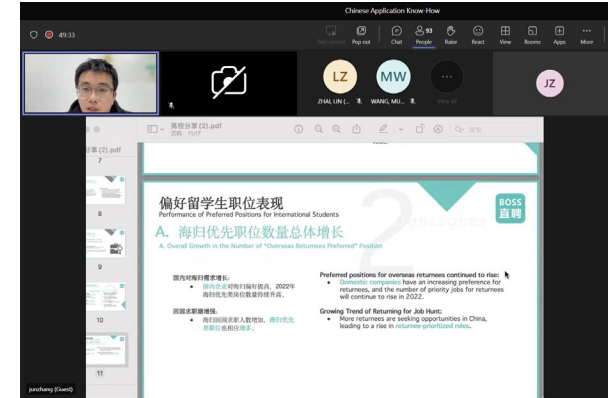 Chinese Application Know-How
49:33
Pop out
Chat
93
People
Raise
React
View
Rooms
Apps
More
LZ
MW
JZ
ZHAI, LIN (...
WANG, MU...
View all
高校分享 (2).pdf
页码: 11/17
分享 (2).pdf
7
8
9
10
11
偏好留学生职位表现
Performance of Preferred Positions for International Students
BOSS
直聘
2
Highlights
A. 海归优先职位数量总体增长
A. Overall Growth in the Number of "Overseas Returnees Preferred" Position
国内对海归需求增长:
• 国内企业对海归偏好提高, 2022年
海归优先类岗位数量持续升高。
回国求职趋增强:
• 海归回国求职人数增加, 海归优先
类职位也相应增多。
Preferred positions for overseas returnees continued to rise:
• Domestic companies have an increasing preference for
returnees, and the number of priority jobs for returnees
will continue to rise in 2022.
Growing Trend of Returning for Job Hunt:
• More returnees are seeking opportunities in China,
leading to a rise in returnee-prioritized roles.
junzhang (Guest)